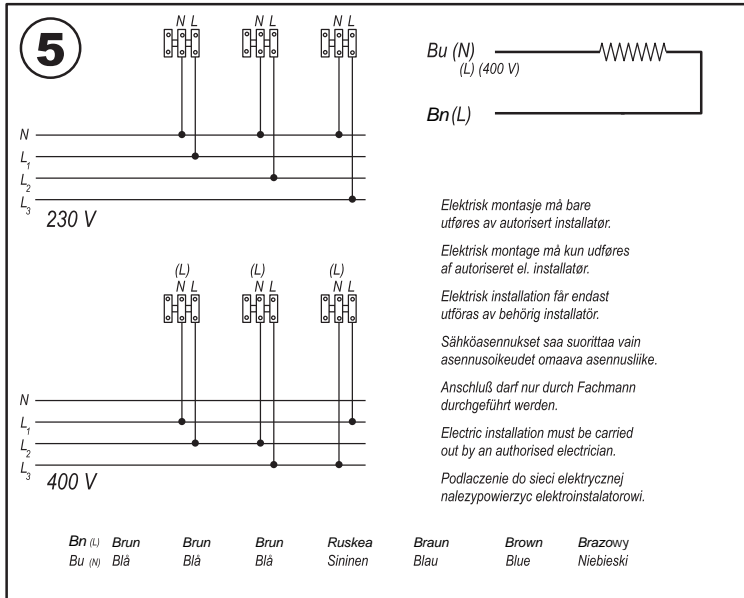 5
N L N L N L
N
L1
L2
L3
230 V
(L) (L) (L)
N L N L N L
N
L1
L2
L3
400 V
Bu (N)
(L) (400 V)
Bn (L)
Elektrisk montasje må bare
utføres av autorisert installatør.
Elektrisk montage må kun udføres
af autoriseret el. installatør.
Elektrisk installation får endast
utföras av behörig installatör.
Sähköasennukset saa suorittaa vain
asennusoikeudet omaava asennusliike.
Anschluß darf nur durch Fachmann
durchgeführt werden.
Electric installation must be carried
out by an authorised electrician.
Podlaczenie do sieci elektrycznej
nalezypowierzyc elektroinstalatorowi.
Bn (L) Brun Brun Brun Ruskea Braun Brown Brazowy
Bu (N) Blå Blå Blå Sininen Blau Blue Niebieski